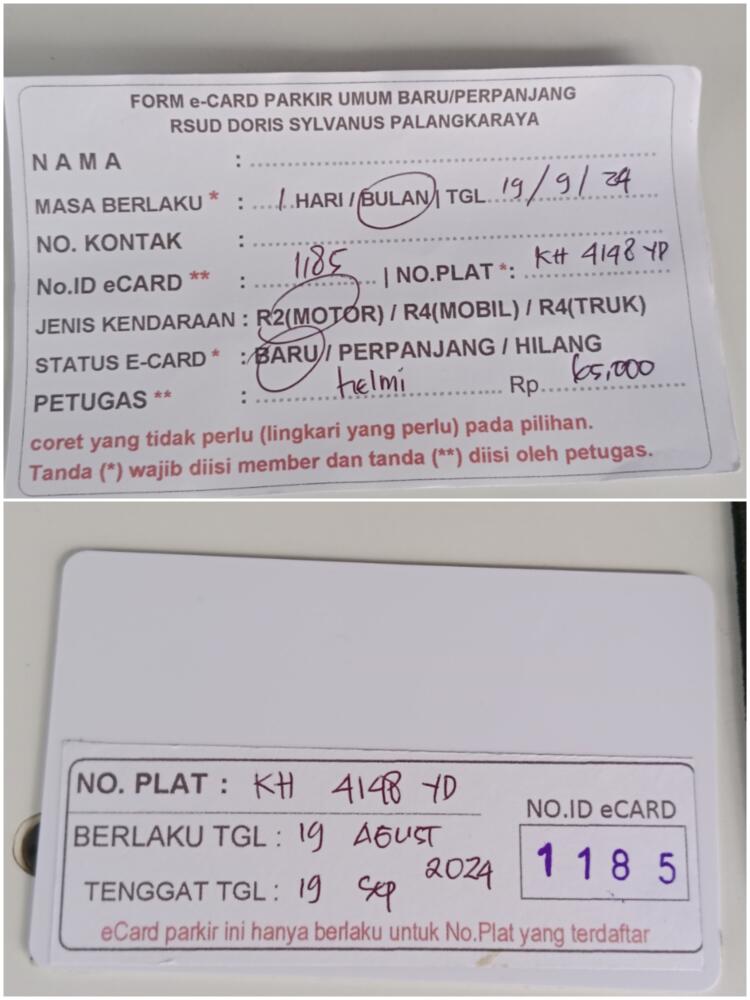 FORM e-CARD PARKIR UMUM BARU/PERPANJANG
RSUD DORIS SYLVANUS PALANGKARAYA
NAMA :
MASA BERLAKU * : 1 HARI / BULAN | TGL 19/9/24
NO. KONTAK :
No.ID eCARD ** : 1185 | NO.PLAT *: KH 4148 YD
JENIS KENDARAAN : R2(MOTOR) / R4(MOBIL) / R4(TRUK)
STATUS E-CARD * : BARU / PERPANJANG / HILANG
PETUGAS ** : helmi Rp. 65,000
coret yang tidak perlu (lingkari yang perlu) pada pilihan.
Tanda (*) wajib diisi member dan tanda (**) diisi oleh petugas.
NO. PLAT : KH 4148 YD
BERLAKU TGL : 19 AGUST
TENGGAT TGL : 19 Sep 2024
NO.ID eCARD
1185
eCard parkir ini hanya berlaku untuk No.Plat yang terdaftar